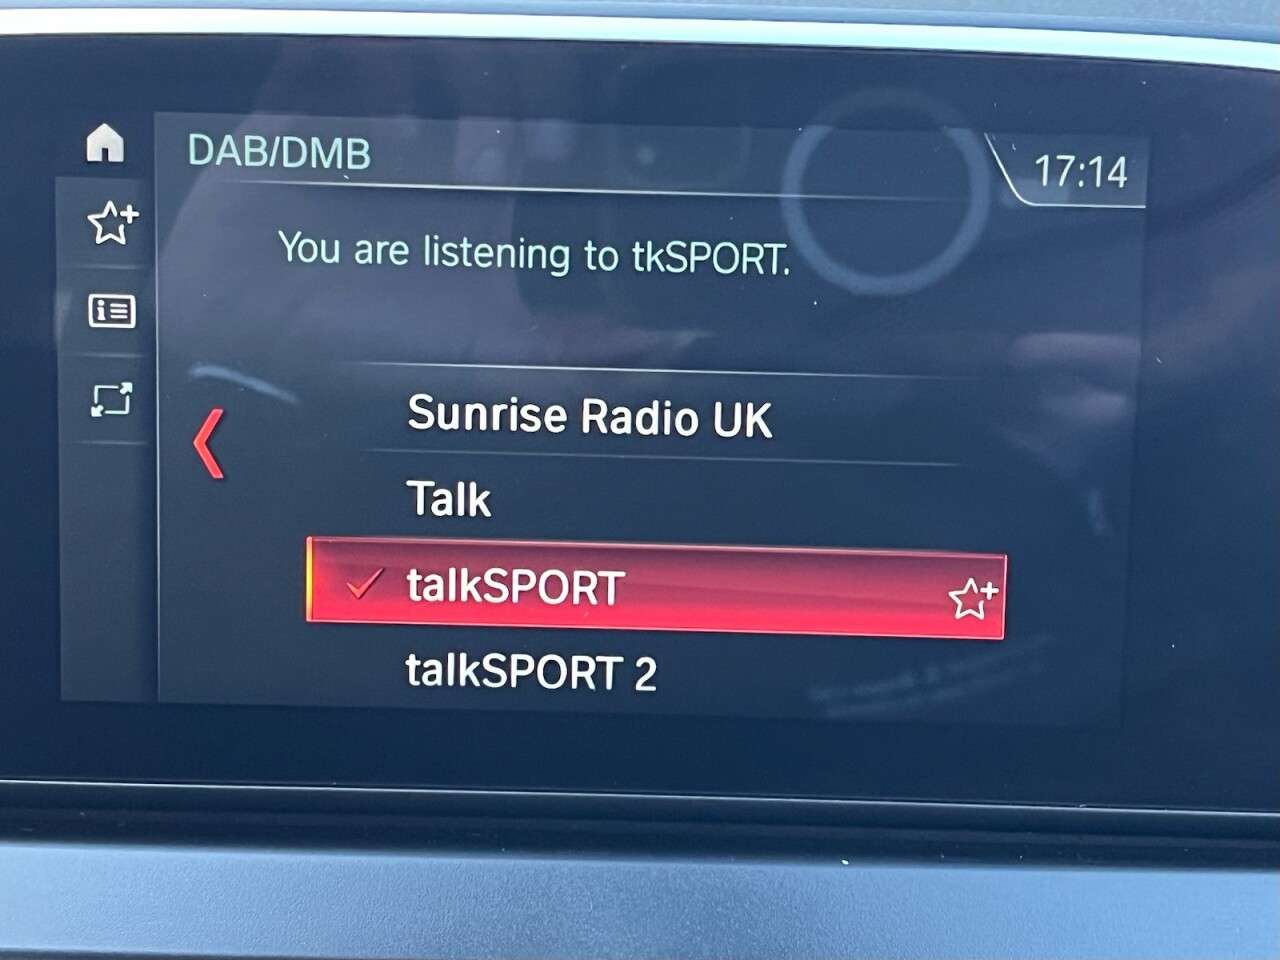 DAB/DMB
17:14
You are listening to tkSPORT.
Sunrise Radio UK
Talk
talkSPORT
talkSPORT 2